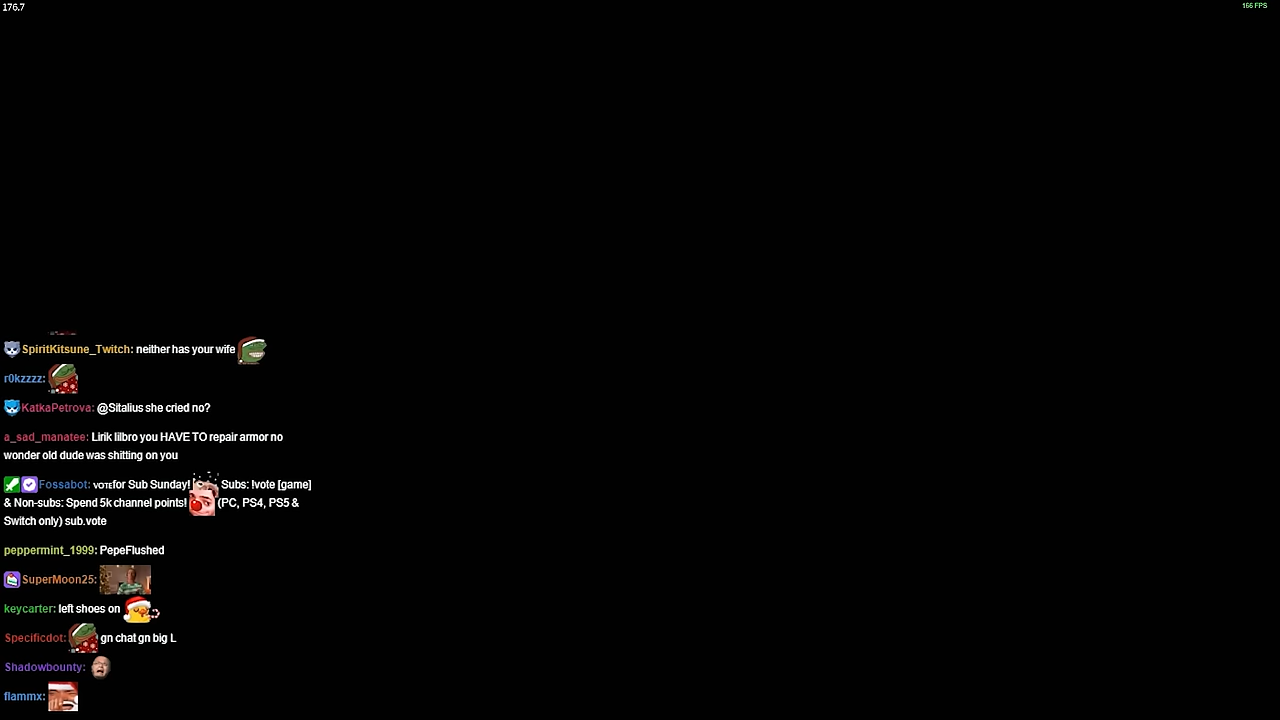 176.7
166 FPS
SpiritKitsune_Twitch: neither has your wife
r0kzzzz:
KatkaPetrova: @Sitalius she cried no?
a_sad_manatee: Lirik lilbro you HAVE TO repair armor no
wonder old dude was shitting on you
Fossabot: ᴠᴏᴛᴇfor Sub Sunday! Subs: !vote [game]
& Non-subs: Spend 5k channel points! (PC, PS4, PS5 &
Switch only) sub.vote
peppermint_1999: PepeFlushed
SuperMoon25:
keycarter: left shoes on
Specificdot: gn chat gn big L
Shadowbounty:
flammx: